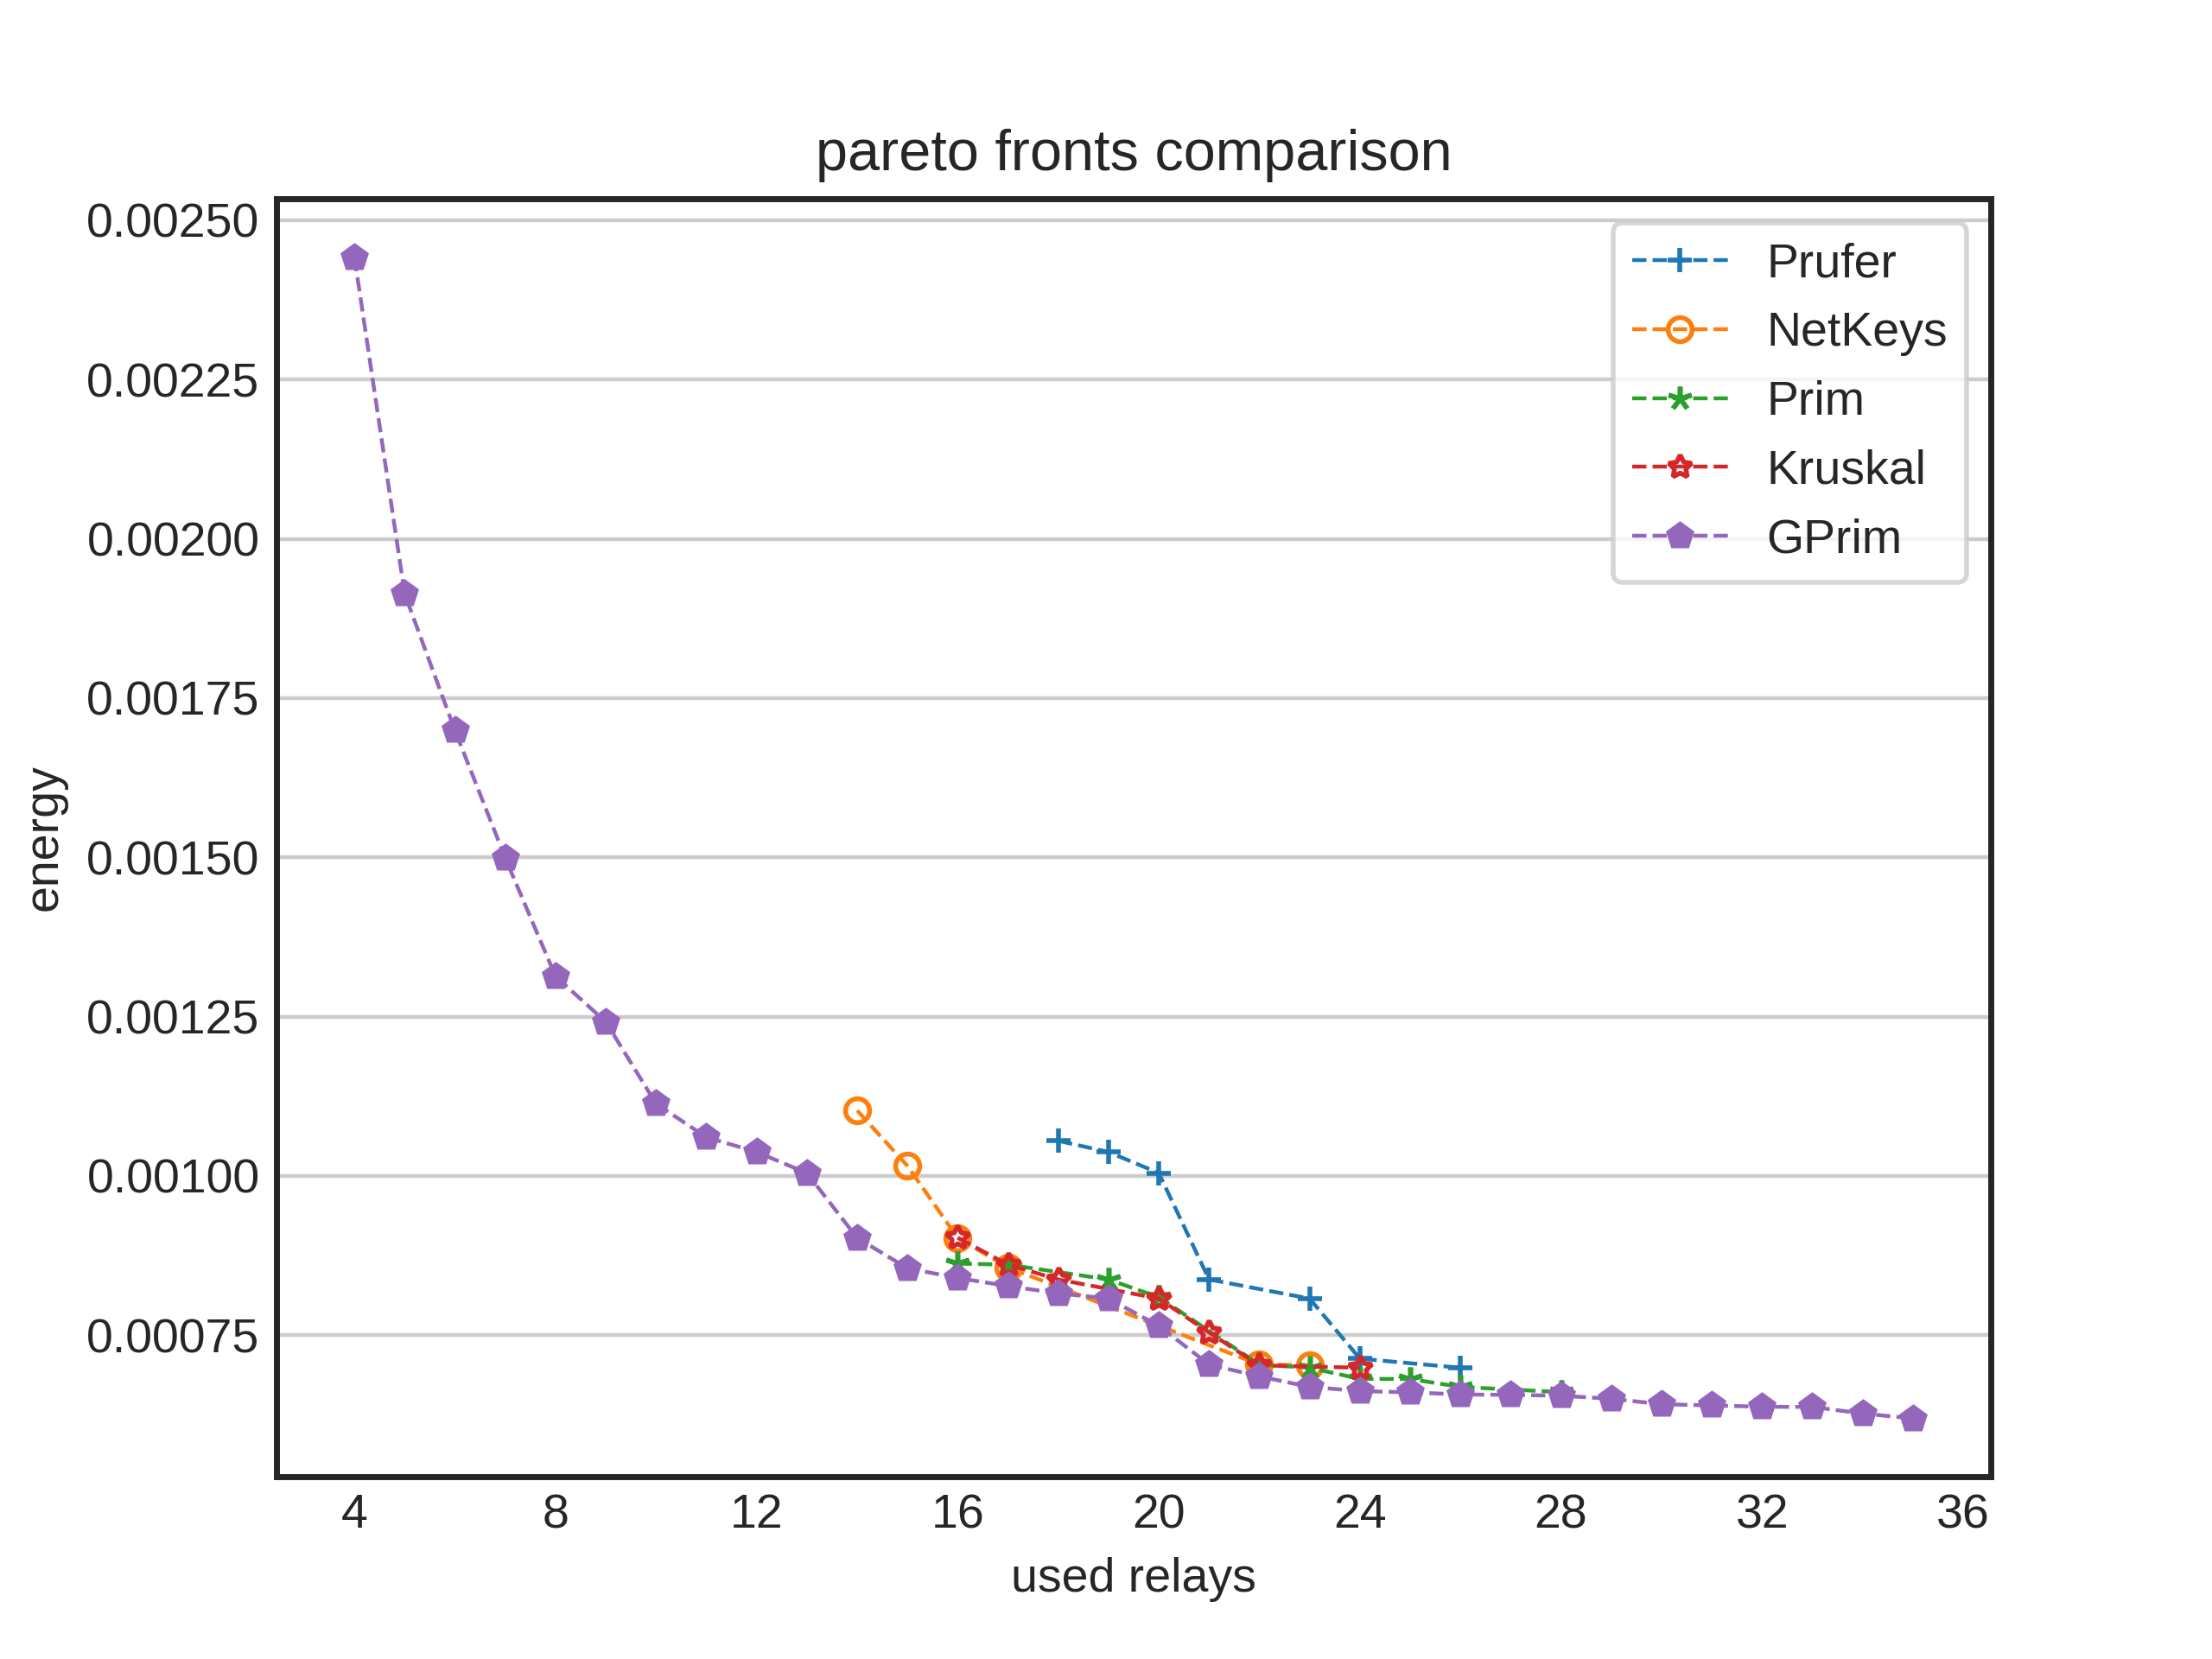 pareto fronts comparison
0.00250
0.00225
0.00200
0.00175
0.00150
0.00125
0.00100
0.00075
energy
Prufer
NetKeys
Prim
Kruskal
GPrim
4 8 12 16 20 24 28 32 36
used relays